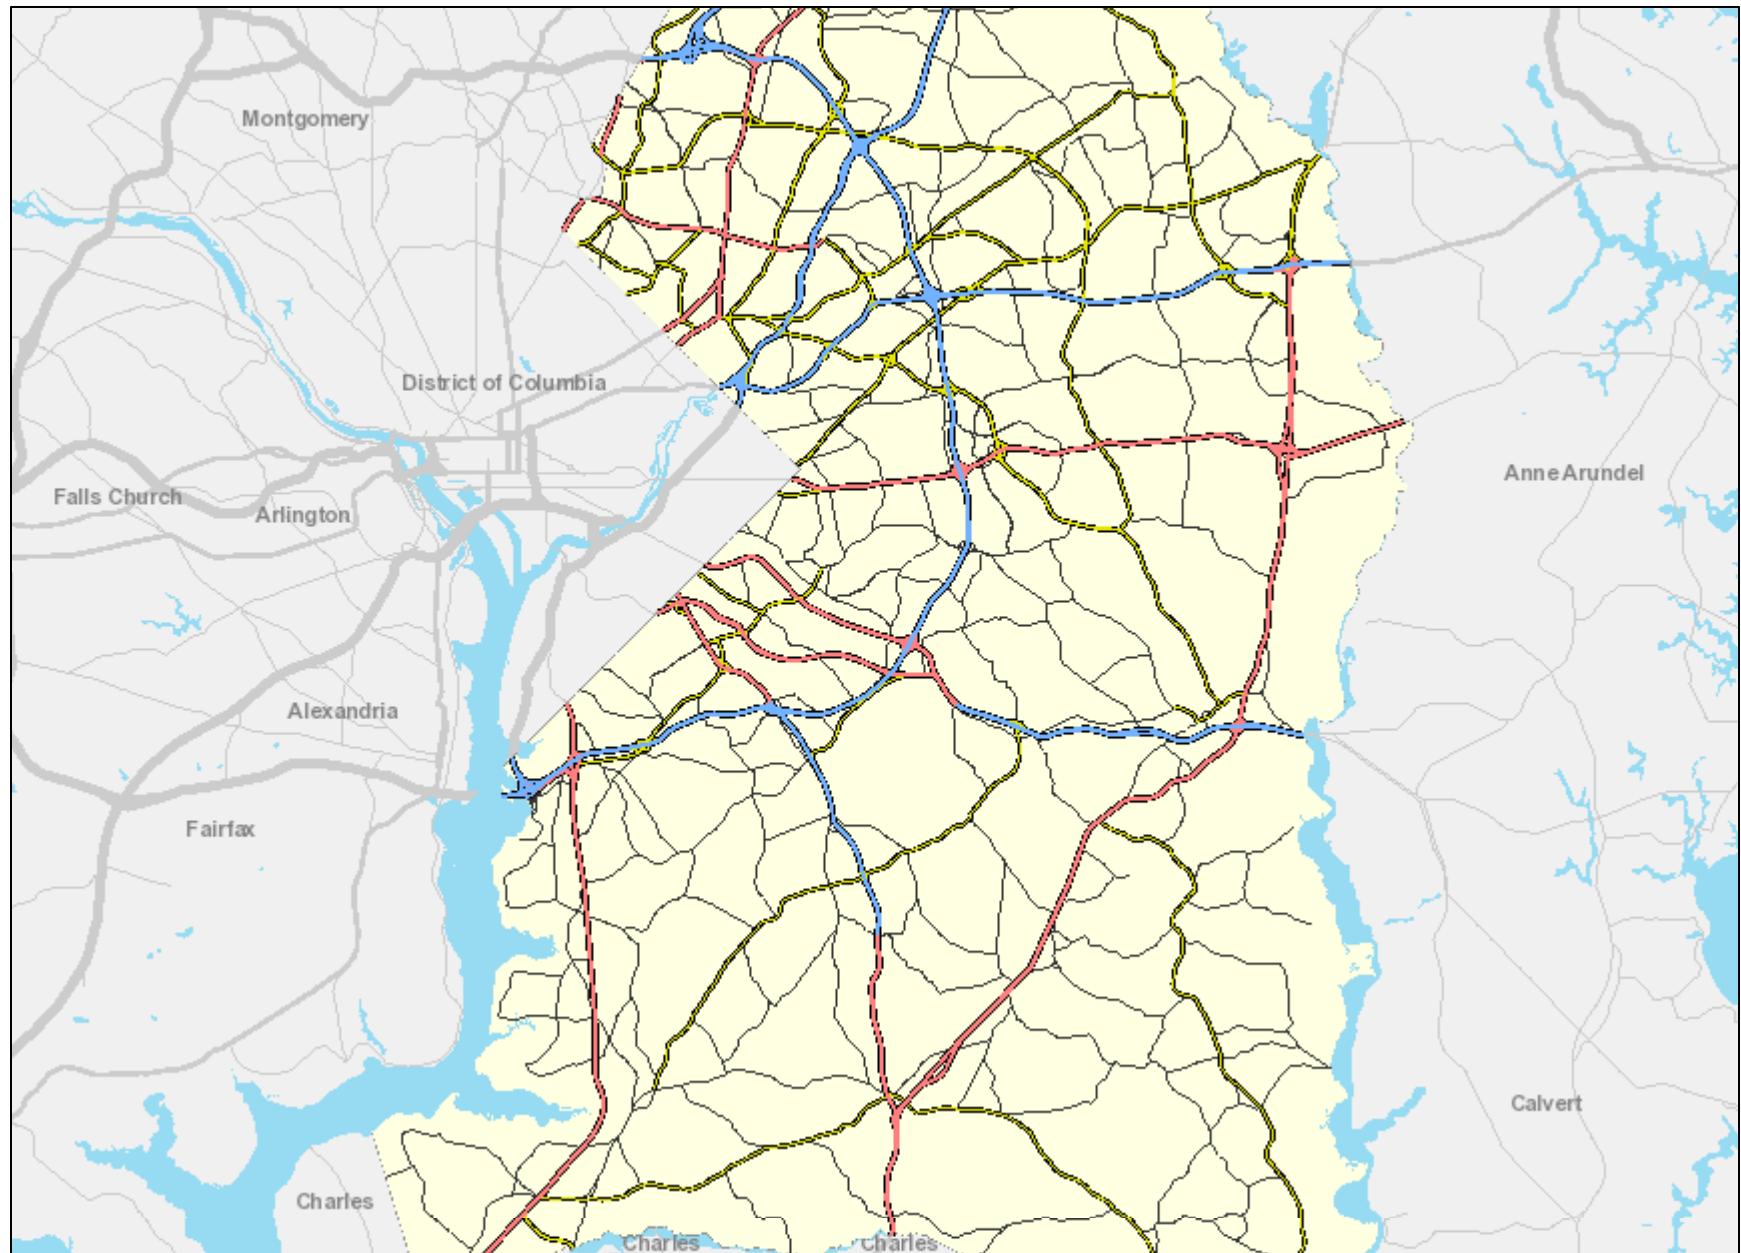 Montgomery
District of Columbia
Falls Church
Arlington
Anne Arundel
Alexandria
Fairfax
Calvert
Charles
Charles
Charles